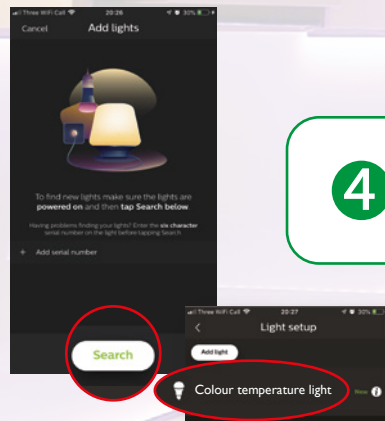 Three WiFi Call 20:26 30%
Cancel Add lights
To find new lights make sure the lights are
powered on and then tap Search below.
Having problems finding your lights? Enter the six character
serial number on the light before tapping Search
+ Add serial number
Search
4
Three WiFi Call 20:27 30%
< Light setup
Add light
Colour temperature light New i